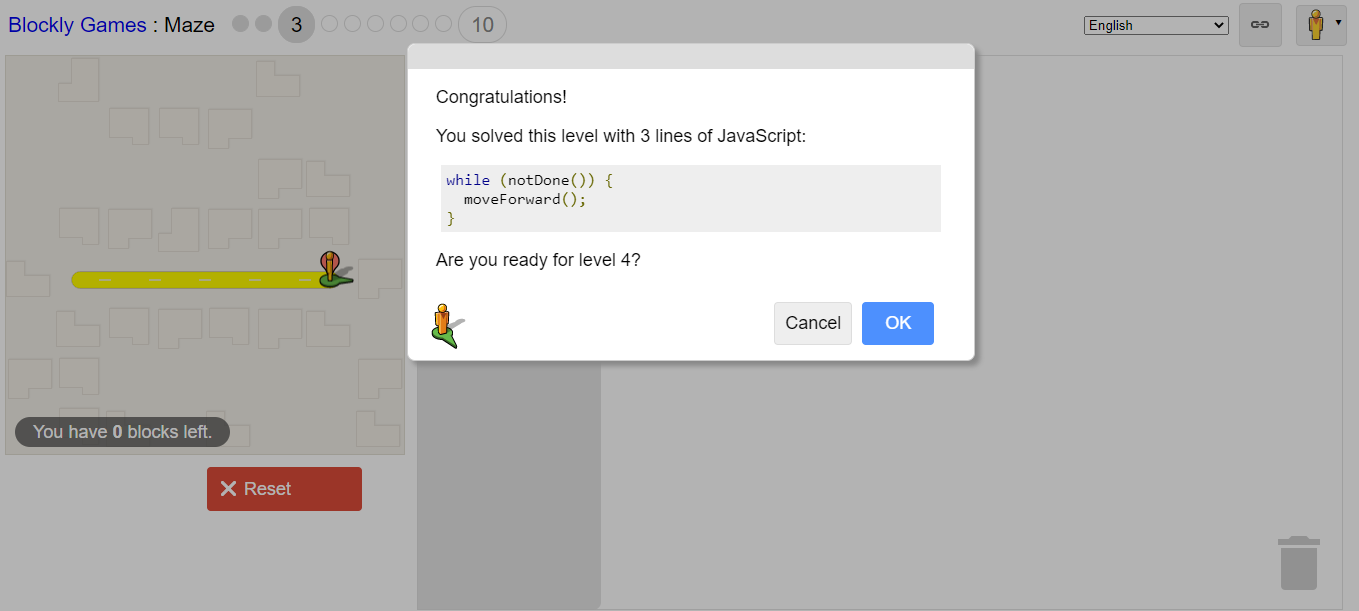 Blockly Games : Maze 3 10 English
Congratulations!
You solved this level with 3 lines of JavaScript:
while (notDone()) {
  moveForward();
}
Are you ready for level 4?
Cancel OK
You have 0 blocks left.
Reset